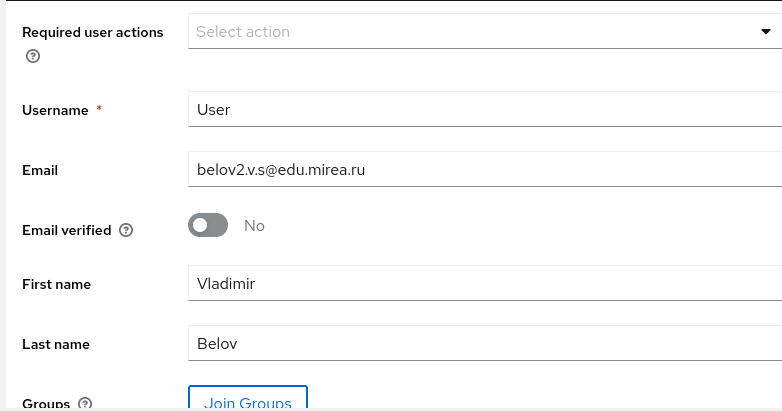 Required user actions
Select action
Username *
User
Email
belov2.v.s@edu.mirea.ru
Email verified
No
First name
Vladimir
Last name
Belov
Groups
Join Groups